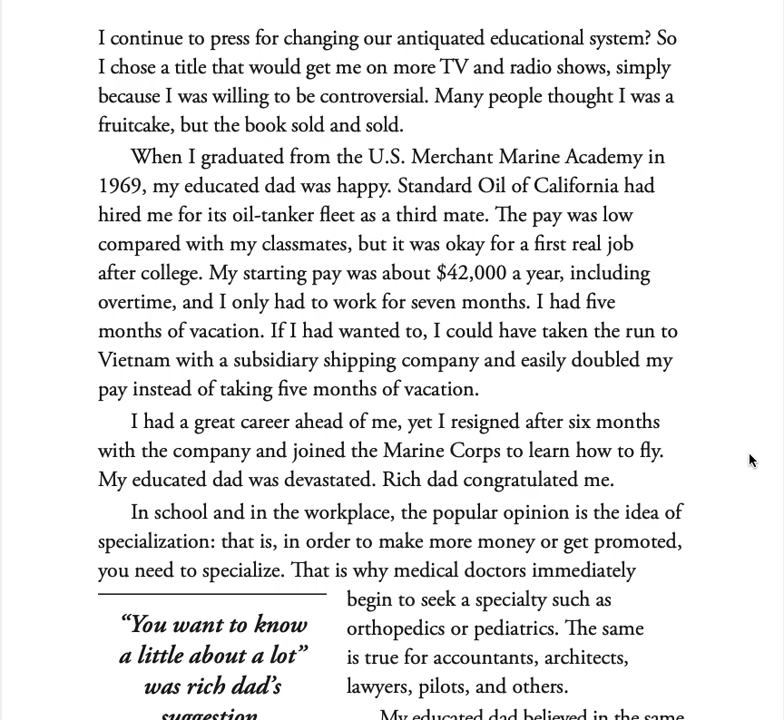 I continue to press for changing our antiquated educational system? So
I chose a title that would get me on more TV and radio shows, simply
because I was willing to be controversial. Many people thought I was a
fruitcake, but the book sold and sold.
When I graduated from the U.S. Merchant Marine Academy in
1969, my educated dad was happy. Standard Oil of California had
hired me for its oil-tanker fleet as a third mate. The pay was low
compared with my classmates, but it was okay for a first real job
after college. My starting pay was about $42,000 a year, including
overtime, and I only had to work for seven months. I had five
months of vacation. If I had wanted to, I could have taken the run to
Vietnam with a subsidiary shipping company and easily doubled my
pay instead of taking five months of vacation.
I had a great career ahead of me, yet I resigned after six months
with the company and joined the Marine Corps to learn how to fly.
My educated dad was devastated. Rich dad congratulated me.
In school and in the workplace, the popular opinion is the idea of
specialization: that is, in order to make more money or get promoted,
you need to specialize. That is why medical doctors immediately
begin to seek a specialty such as
orthopedics or pediatrics. The same
is true for accountants, architects,
lawyers, pilots, and others.
My educated dad believed in the same
“You want to know
a little about a lot”
was rich dad’s
suggestion.